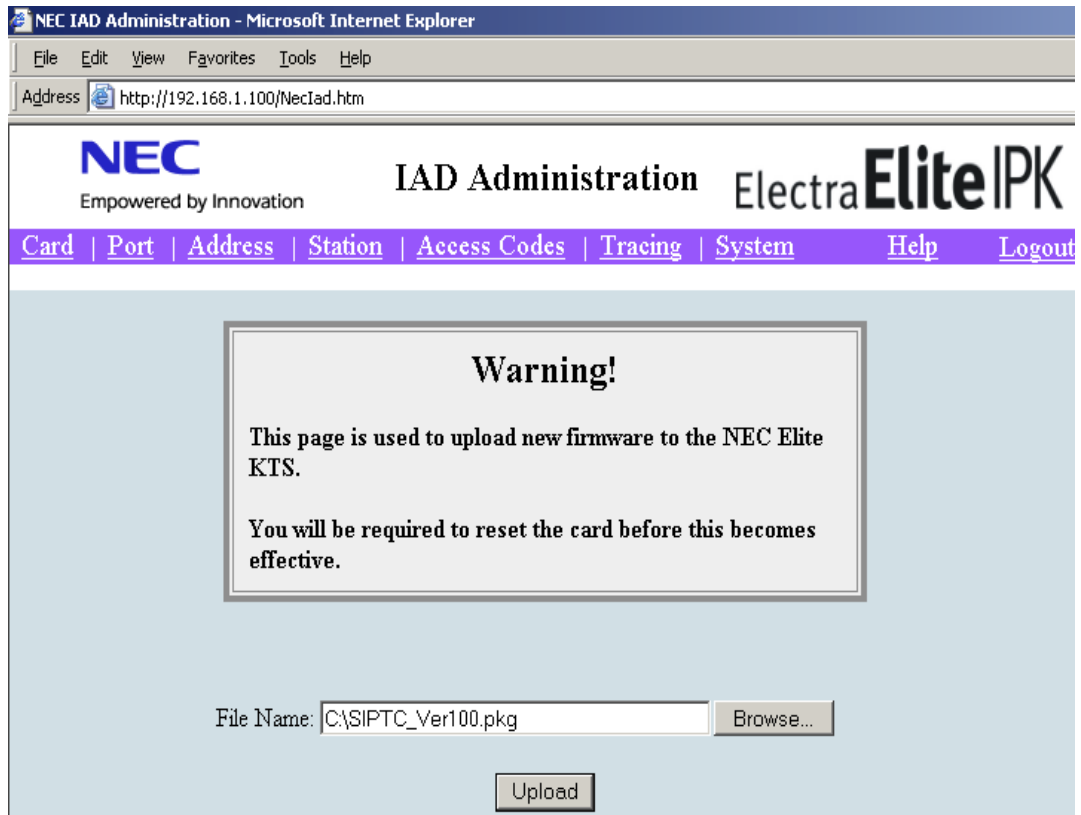 NEC IAD Administration - Microsoft Internet Explorer
File Edit View Favorites Tools Help
Address http://192.168.1.100/NecIad.htm
NEC
Empowered by Innovation
IAD Administration
Electra Elite IPK
Card | Port | Address | Station | Access Codes | Tracing | System Help Logout
Warning!
This page is used to upload new firmware to the NEC Elite
KTS.
You will be required to reset the card before this becomes
effective.
File Name: C:\SIPTC_Ver100.pkg Browse...
Upload